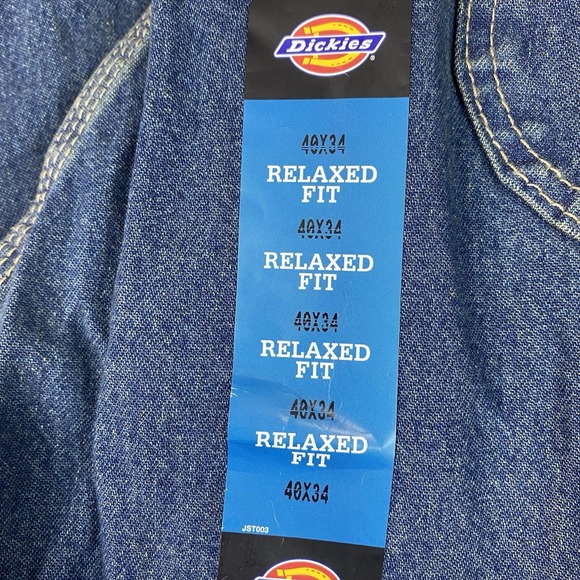 Dickies
®
40X34
RELAXED
FIT
40X34
RELAXED
FIT
40X34
RELAXED
FIT
40X34
RELAXED
FIT
40X34
JST003